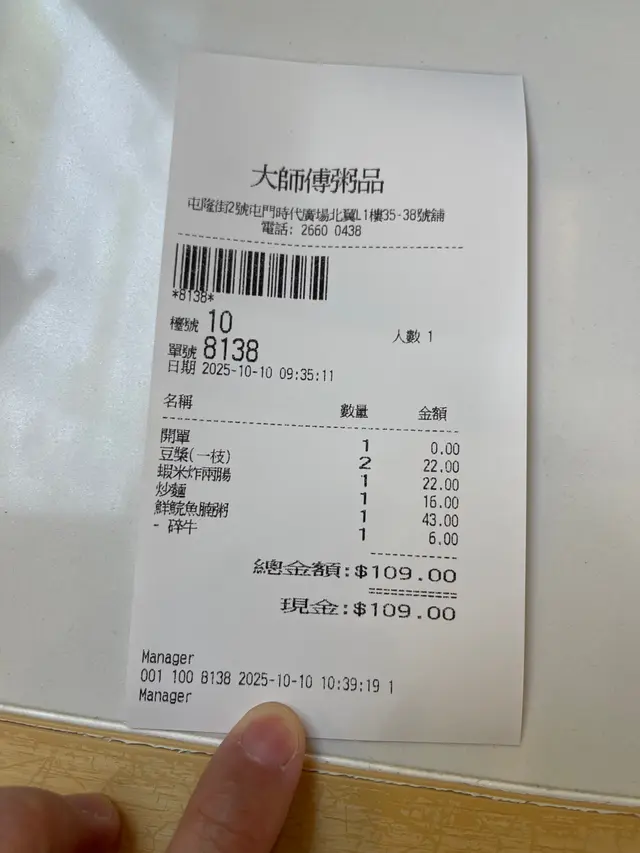 大師傅粥品
屯隆街2號屯門時代廣場北翼L1樓35-38號舖
電話: 2660 0438
*8138*
檯號 10 人數 1
單號 8138
日期 2025-10-10 09:35:11
名稱 數量 金額
開單 1 0.00
豆漿(一枝) 2 22.00
蝦米炸兩腸 1 22.00
炒麵 1 16.00
鮮鯇魚腩粥 1 43.00
- 碎牛 1 6.00
總金額:$109.00
現金:$109.00
Manager
001 100 8138 2025-10-10 10:39:19 1
Manager